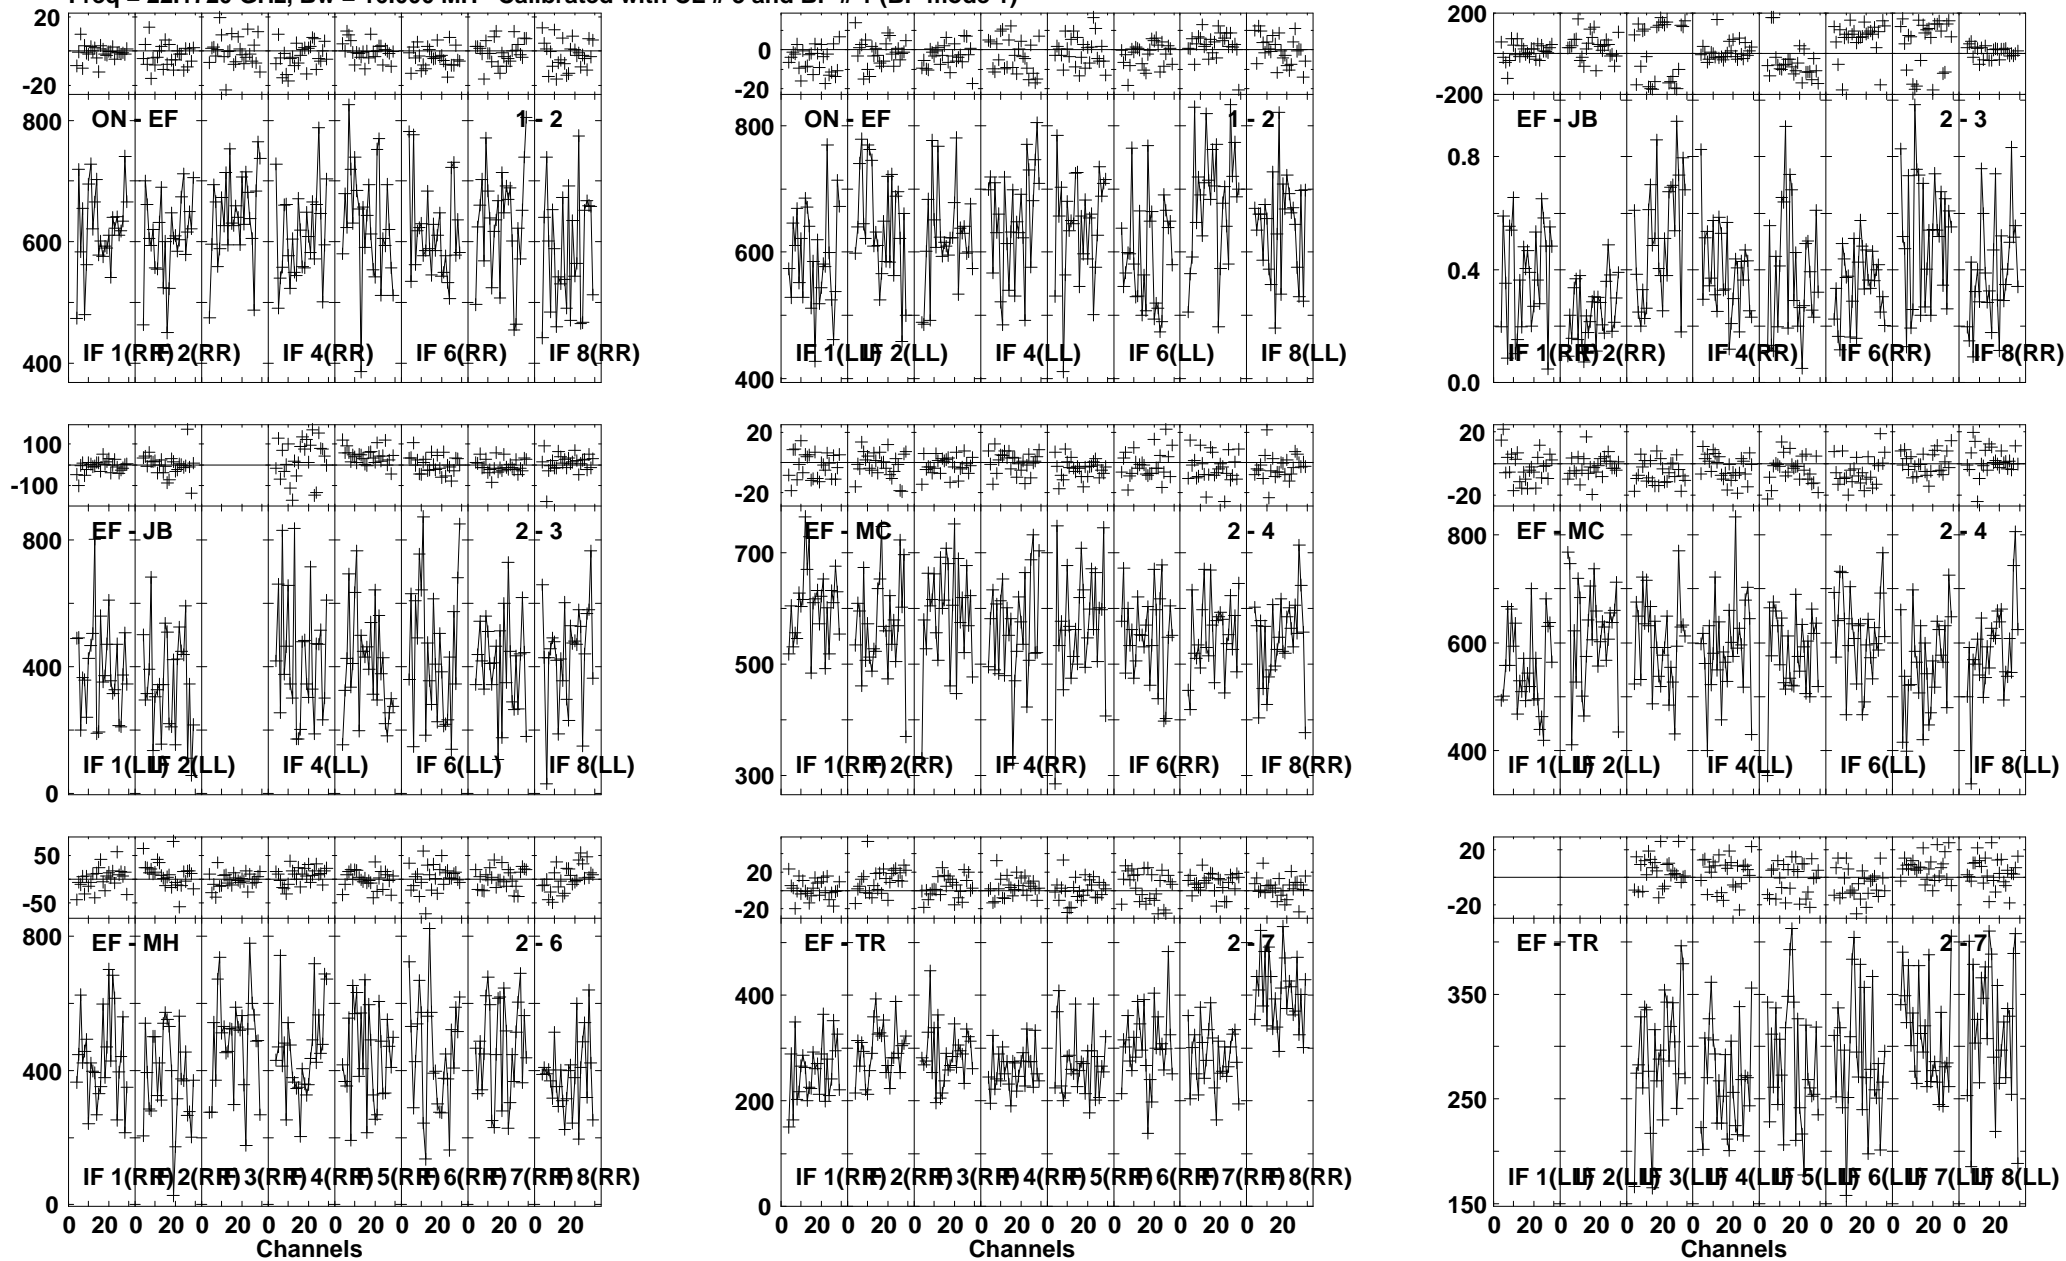 20
0
-20
ON - EF
1 - 2
800
600
400
IF 1(RR)
IF 2(RR)
IF 4(RR)
IF 6(RR)
IF 8(RR)
20
0
-20
ON - EF
1 - 2
800
600
400
IF 1(LL)
IF 2(LL)
IF 4(LL)
IF 6(LL)
IF 8(LL)
200
-200
EF - JB
2 - 3
0.8
0.4
0.0
IF 1(RR)
IF 2(RR)
IF 4(RR)
IF 6(RR)
IF 8(RR)
100
-100
EF - JB
2 - 3
800
400
0
IF 1(LL)
IF 2(LL)
IF 4(LL)
IF 6(LL)
IF 8(LL)
20
-20
EF - MC
2 - 4
700
500
300
IF 1(RR)
IF 2(RR)
IF 4(RR)
IF 6(RR)
IF 8(RR)
20
-20
EF - MC
2 - 4
800
600
400
IF 1(LL)
IF 2(LL)
IF 4(LL)
IF 6(LL)
IF 8(LL)
50
-50
EF - MH
2 - 6
800
400
0
IF 1(RR)
IF 2(RR)
IF 3(RR)
IF 4(RR)
IF 5(RR)
IF 6(RR)
IF 7(RR)
IF 8(RR)
0 20 0 20 0 20 0 20 0 20 0 20 0 20 0 20
Channels
20
-20
EF - TR
2 - 7
400
200
0
IF 1(RR)
IF 2(RR)
IF 3(RR)
IF 4(RR)
IF 5(RR)
IF 6(RR)
IF 7(RR)
IF 8(RR)
0 20 0 20 0 20 0 20 0 20 0 20 0 20 0 20
Channels
20
-20
EF - TR
2 - 7
350
250
150
IF 1(LL)
IF 2(LL)
IF 3(LL)
IF 4(LL)
IF 5(LL)
IF 6(LL)
IF 7(LL)
IF 8(LL)
0 20 0 20 0 20 0 20 0 20 0 20 0 20 0 20
Channels